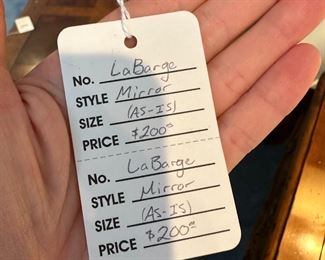 No. LaBarge
STYLE Mirror
SIZE (AS-IS)
PRICE $200⁰⁰
No. LaBarge
STYLE Mirror
SIZE (AS-IS)
PRICE $200⁰⁰